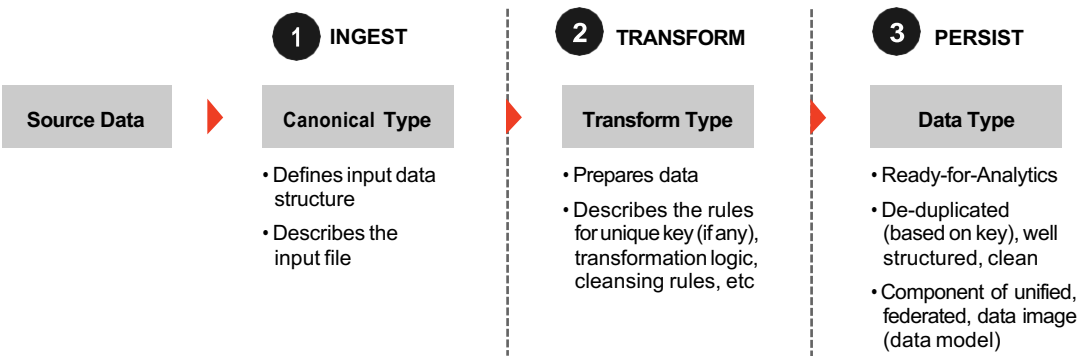 1 INGEST
2 TRANSFORM
3 PERSIST
Source Data
Canonical Type
Transform Type
Data Type
• Defines input data
structure
• Describes the
input file
• Prepares data
• Describes the rules
for unique key (if any),
transformation logic,
cleansing rules, etc
• Ready-for-Analytics
• De-duplicated
(based on key), well
structured, clean
• Component of unified,
federated, data image
(data model)